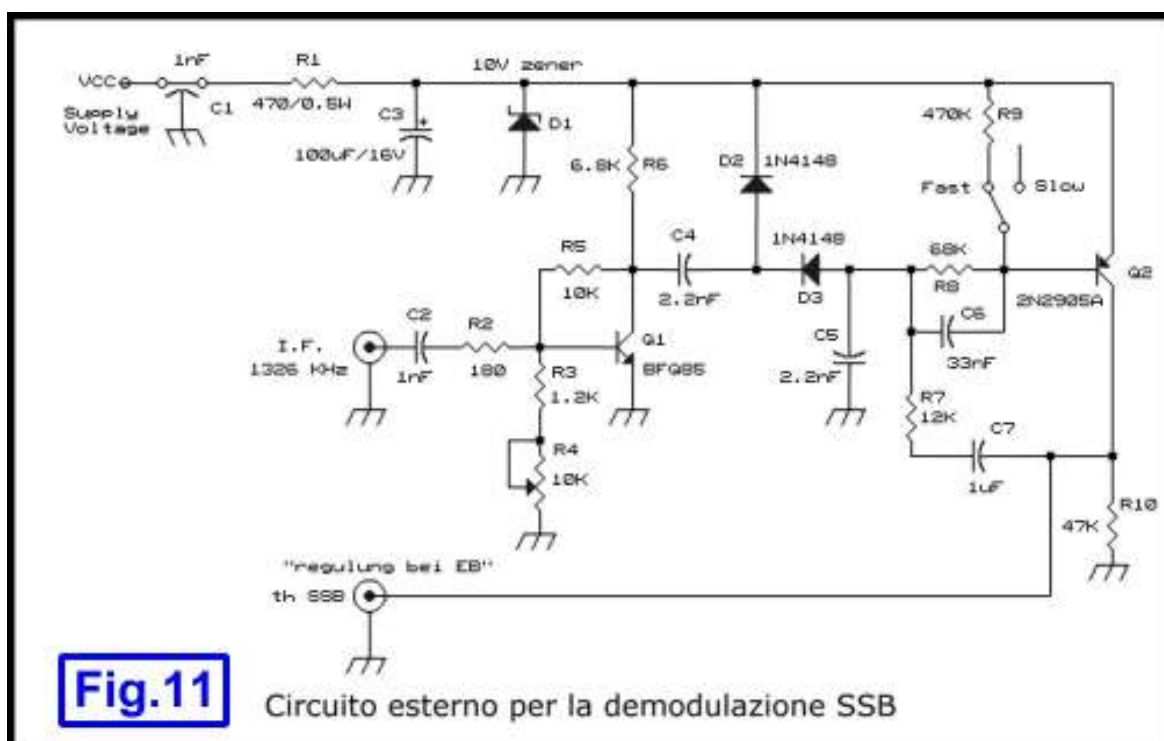 1nF
R1
10V zener
VCC
470/0.5W
C1
Supply
Voltage
C3
+
100uF/16V
D1
6.8K
R6
D2
1N4148
470K
R9
Fast
Slow
R5
10K
C4
2.2nF
1N4148
D3
68K
R8
Q2
2N2905A
C6
33nF
I.F.
1326 KHz
C2
1nF
R2
180
Q1
BFQ85
C5
2.2nF
R3
1.2K
R7
12K
C7
1uF
R4
10K
R10
47K
"regulung bei EB"
th SSB
Fig.11
Circuito esterno per la demodulazione SSB